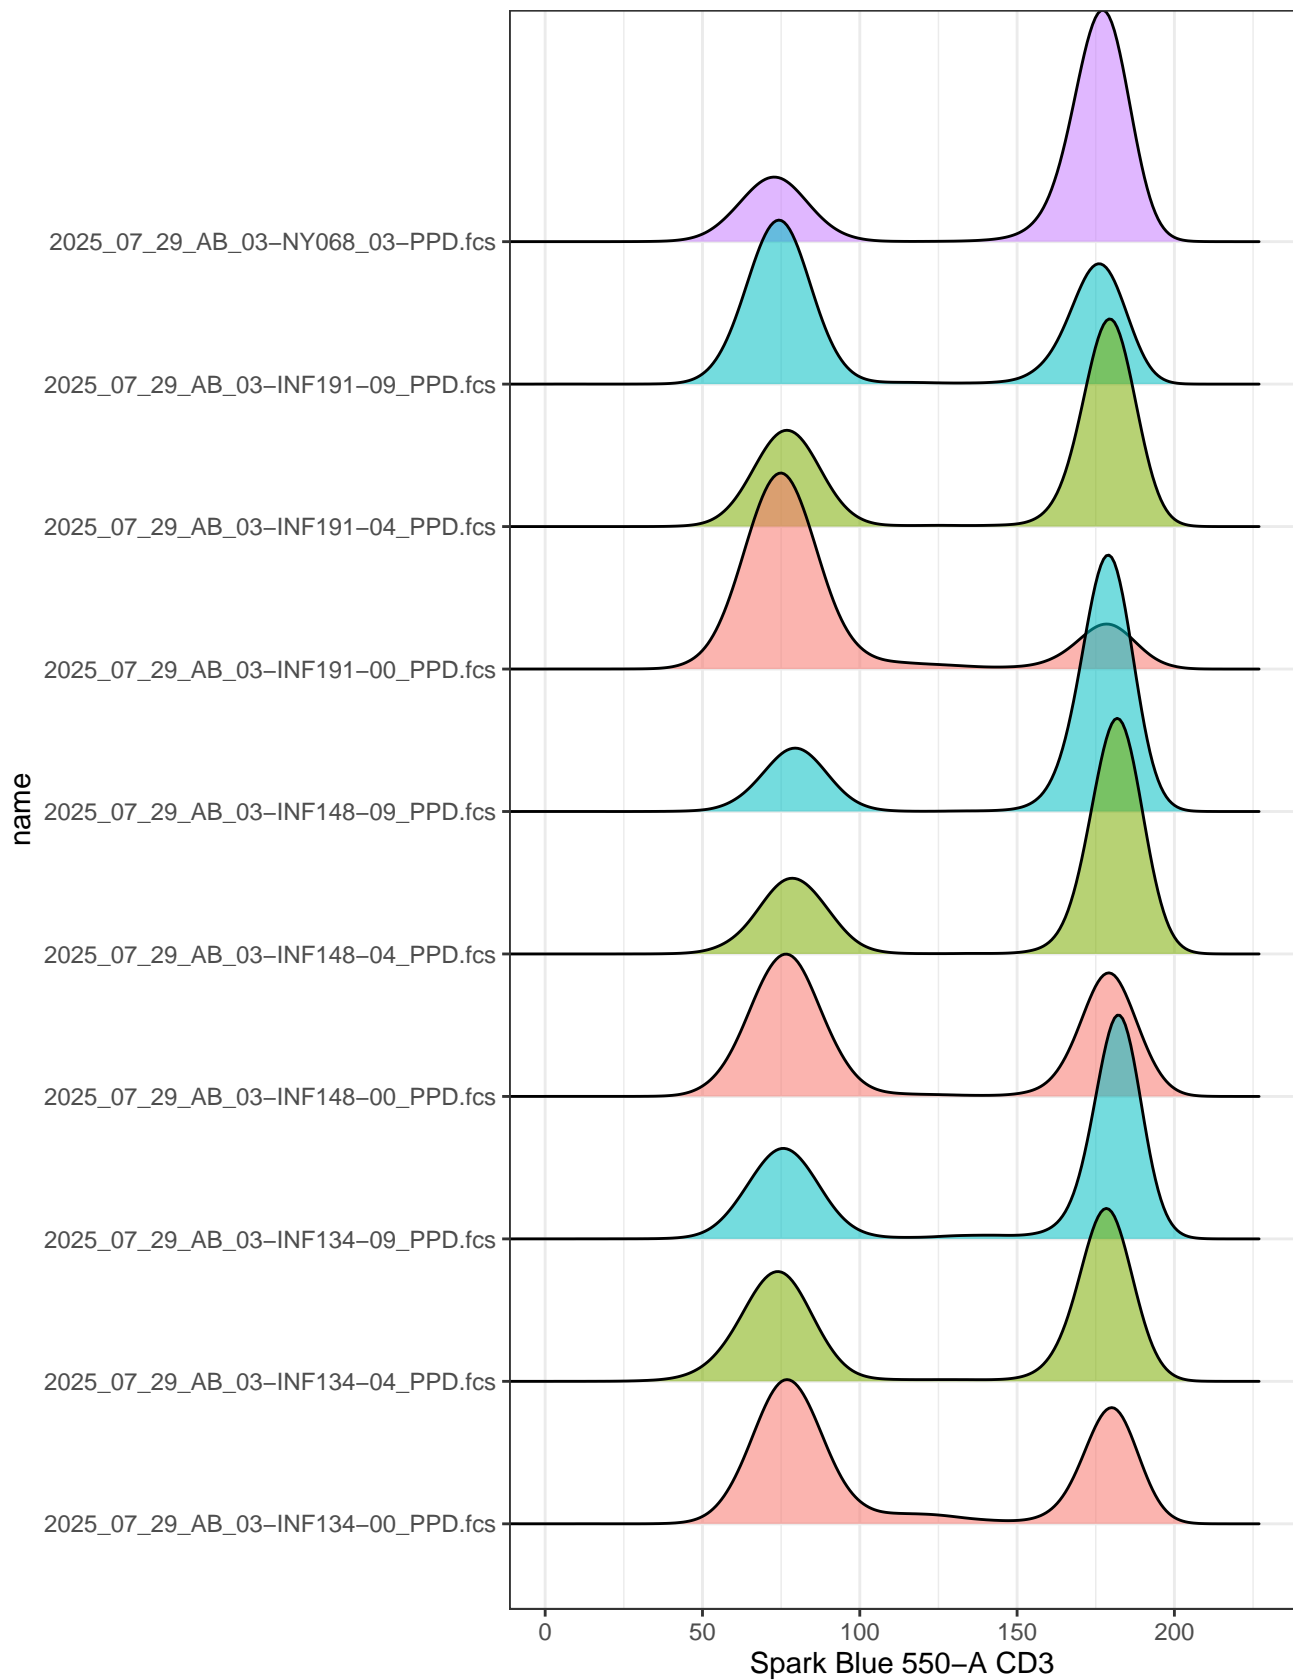 2025_07_29_AB_03−NY068_03−PPD.fcs
2025_07_29_AB_03−INF191−09_PPD.fcs
2025_07_29_AB_03−INF191−04_PPD.fcs
2025_07_29_AB_03−INF191−00_PPD.fcs
name
2025_07_29_AB_03−INF148−09_PPD.fcs
2025_07_29_AB_03−INF148−04_PPD.fcs
2025_07_29_AB_03−INF148−00_PPD.fcs
2025_07_29_AB_03−INF134−09_PPD.fcs
2025_07_29_AB_03−INF134−04_PPD.fcs
2025_07_29_AB_03−INF134−00_PPD.fcs
0 50 100 150 200
Spark Blue 550−A CD3